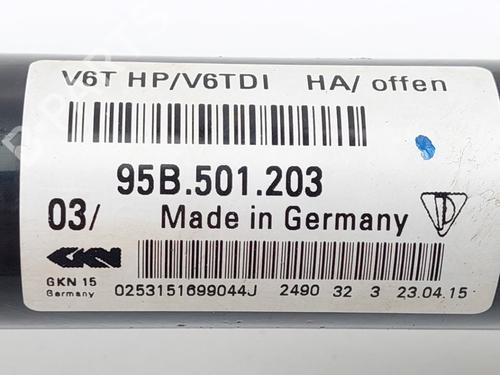 V6T HP/V6TDI HA/ offen
95B.501.203
03/ Made in Germany
GKN
GKN 15
Germany
0253151699044J 2490 32 3 23.04.15
B-PARTS